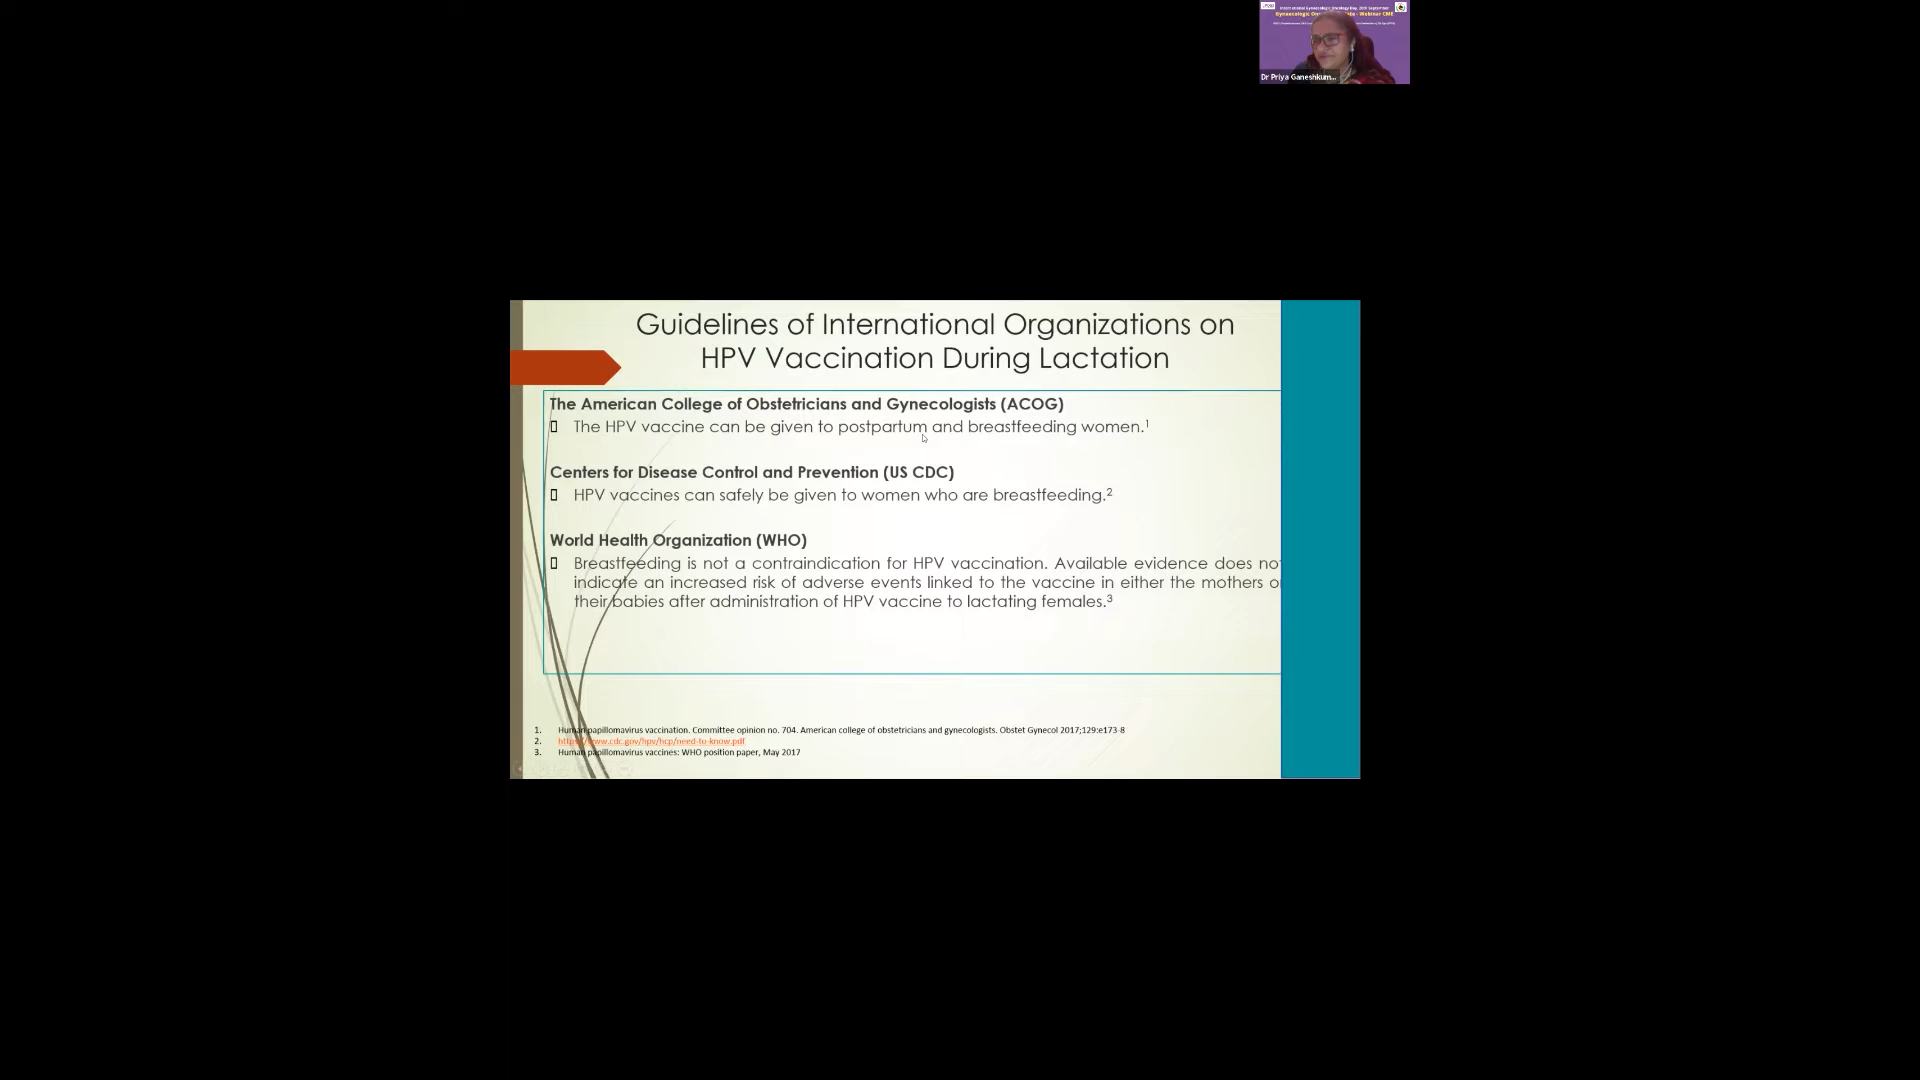 International Gynecologic Oncology Day, 20th September
Dr Priya Ganeshkum...
Guidelines of International Organizations on
HPV Vaccination During Lactation
The American College of Obstetricians and Gynecologists (ACOG)
The HPV vaccine can be given to postpartum and breastfeeding women.1
Centers for Disease Control and Prevention (US CDC)
HPV vaccines can safely be given to women who are breastfeeding.2
World Health Organization (WHO)
Breastfeeding is not a contraindication for HPV vaccination. Available evidence does no
indicate an increased risk of adverse events linked to the vaccine in either the mothers o
their babies after administration of HPV vaccine to lactating females.3
1. Human papillomavirus vaccination. Committee opinion no. 704. American college of obstetricians and gynecologists. Obstet Gynecol 2017;129:e173-8
2. https://www.cdc.gov/hpv/hcp/need-to-know.pdf
3. Human papillomavirus vaccines: WHO position paper, May 2017